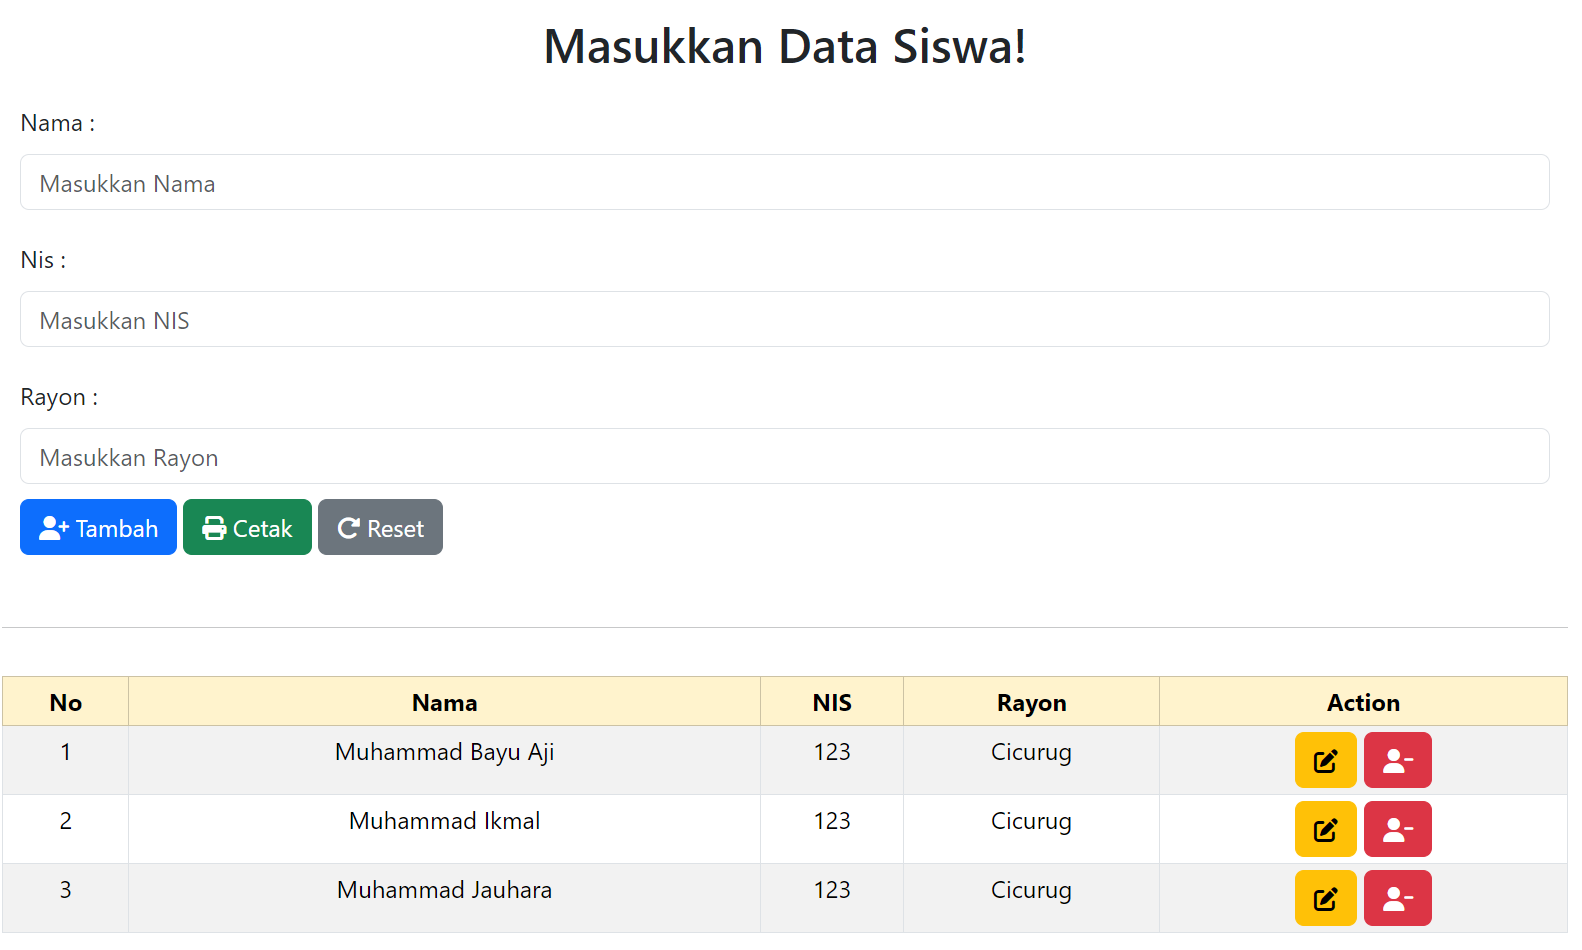 Masukkan Data Siswa!
Nama :
Masukkan Nama
Nis :
Masukkan NIS
Rayon :
Masukkan Rayon
Tambah Cetak Reset
No Nama NIS Rayon Action
1 Muhammad Bayu Aji 123 Cicurug
2 Muhammad Ikmal 123 Cicurug
3 Muhammad Jauhara 123 Cicurug